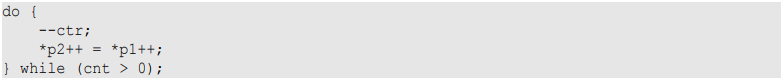 do {
    --ctr;
    *p2++ = *p1++;
} while (cnt > 0);